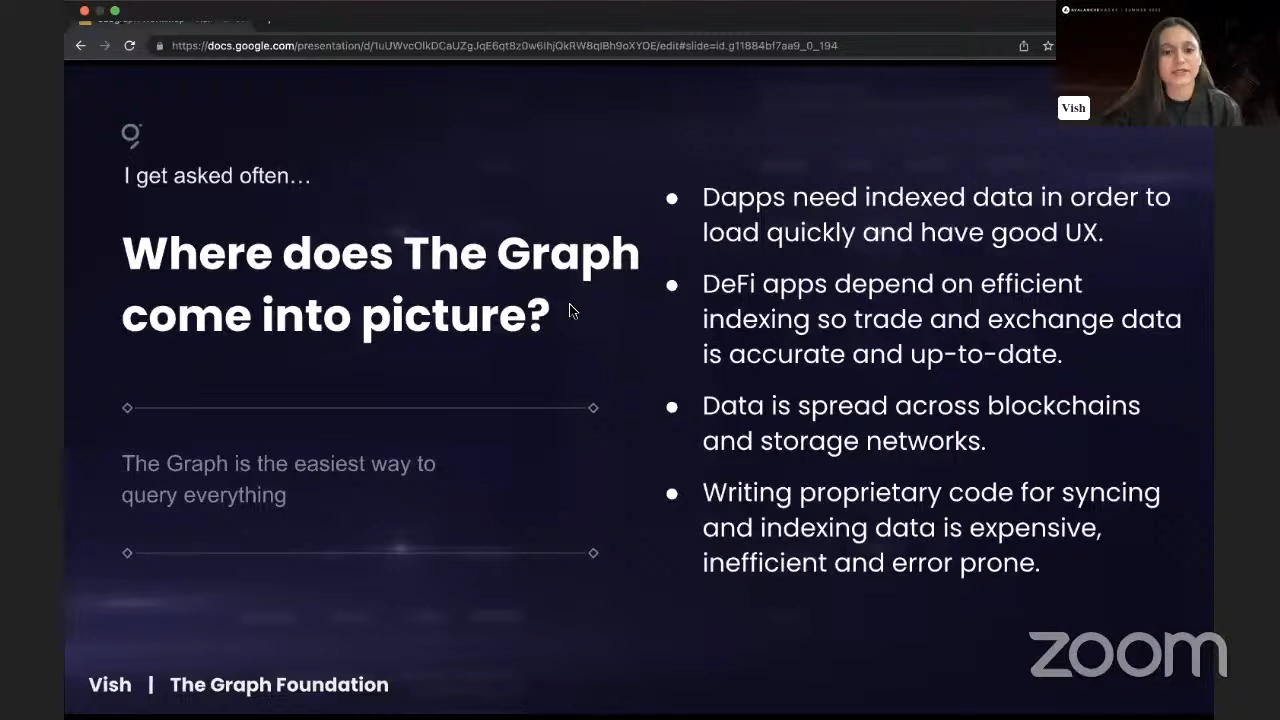 https://docs.google.com/presentation/d/1uUWvcOlkDCaUZgJqE6qt8z0w6IhjQkRW8qlBh9oXYOE/edit#slide=id.g11884bf7aa9_0_194
AVALANCHE HACKS | SUMMER 2022
Vish
I get asked often…
Where does The Graph
come into picture?
The Graph is the easiest way to
query everything
● Dapps need indexed data in order to
load quickly and have good UX.
● DeFi apps depend on efficient
indexing so trade and exchange data
is accurate and up-to-date.
● Data is spread across blockchains
and storage networks.
● Writing proprietary code for syncing
and indexing data is expensive,
inefficient and error prone.
Vish | The Graph Foundation
zoom